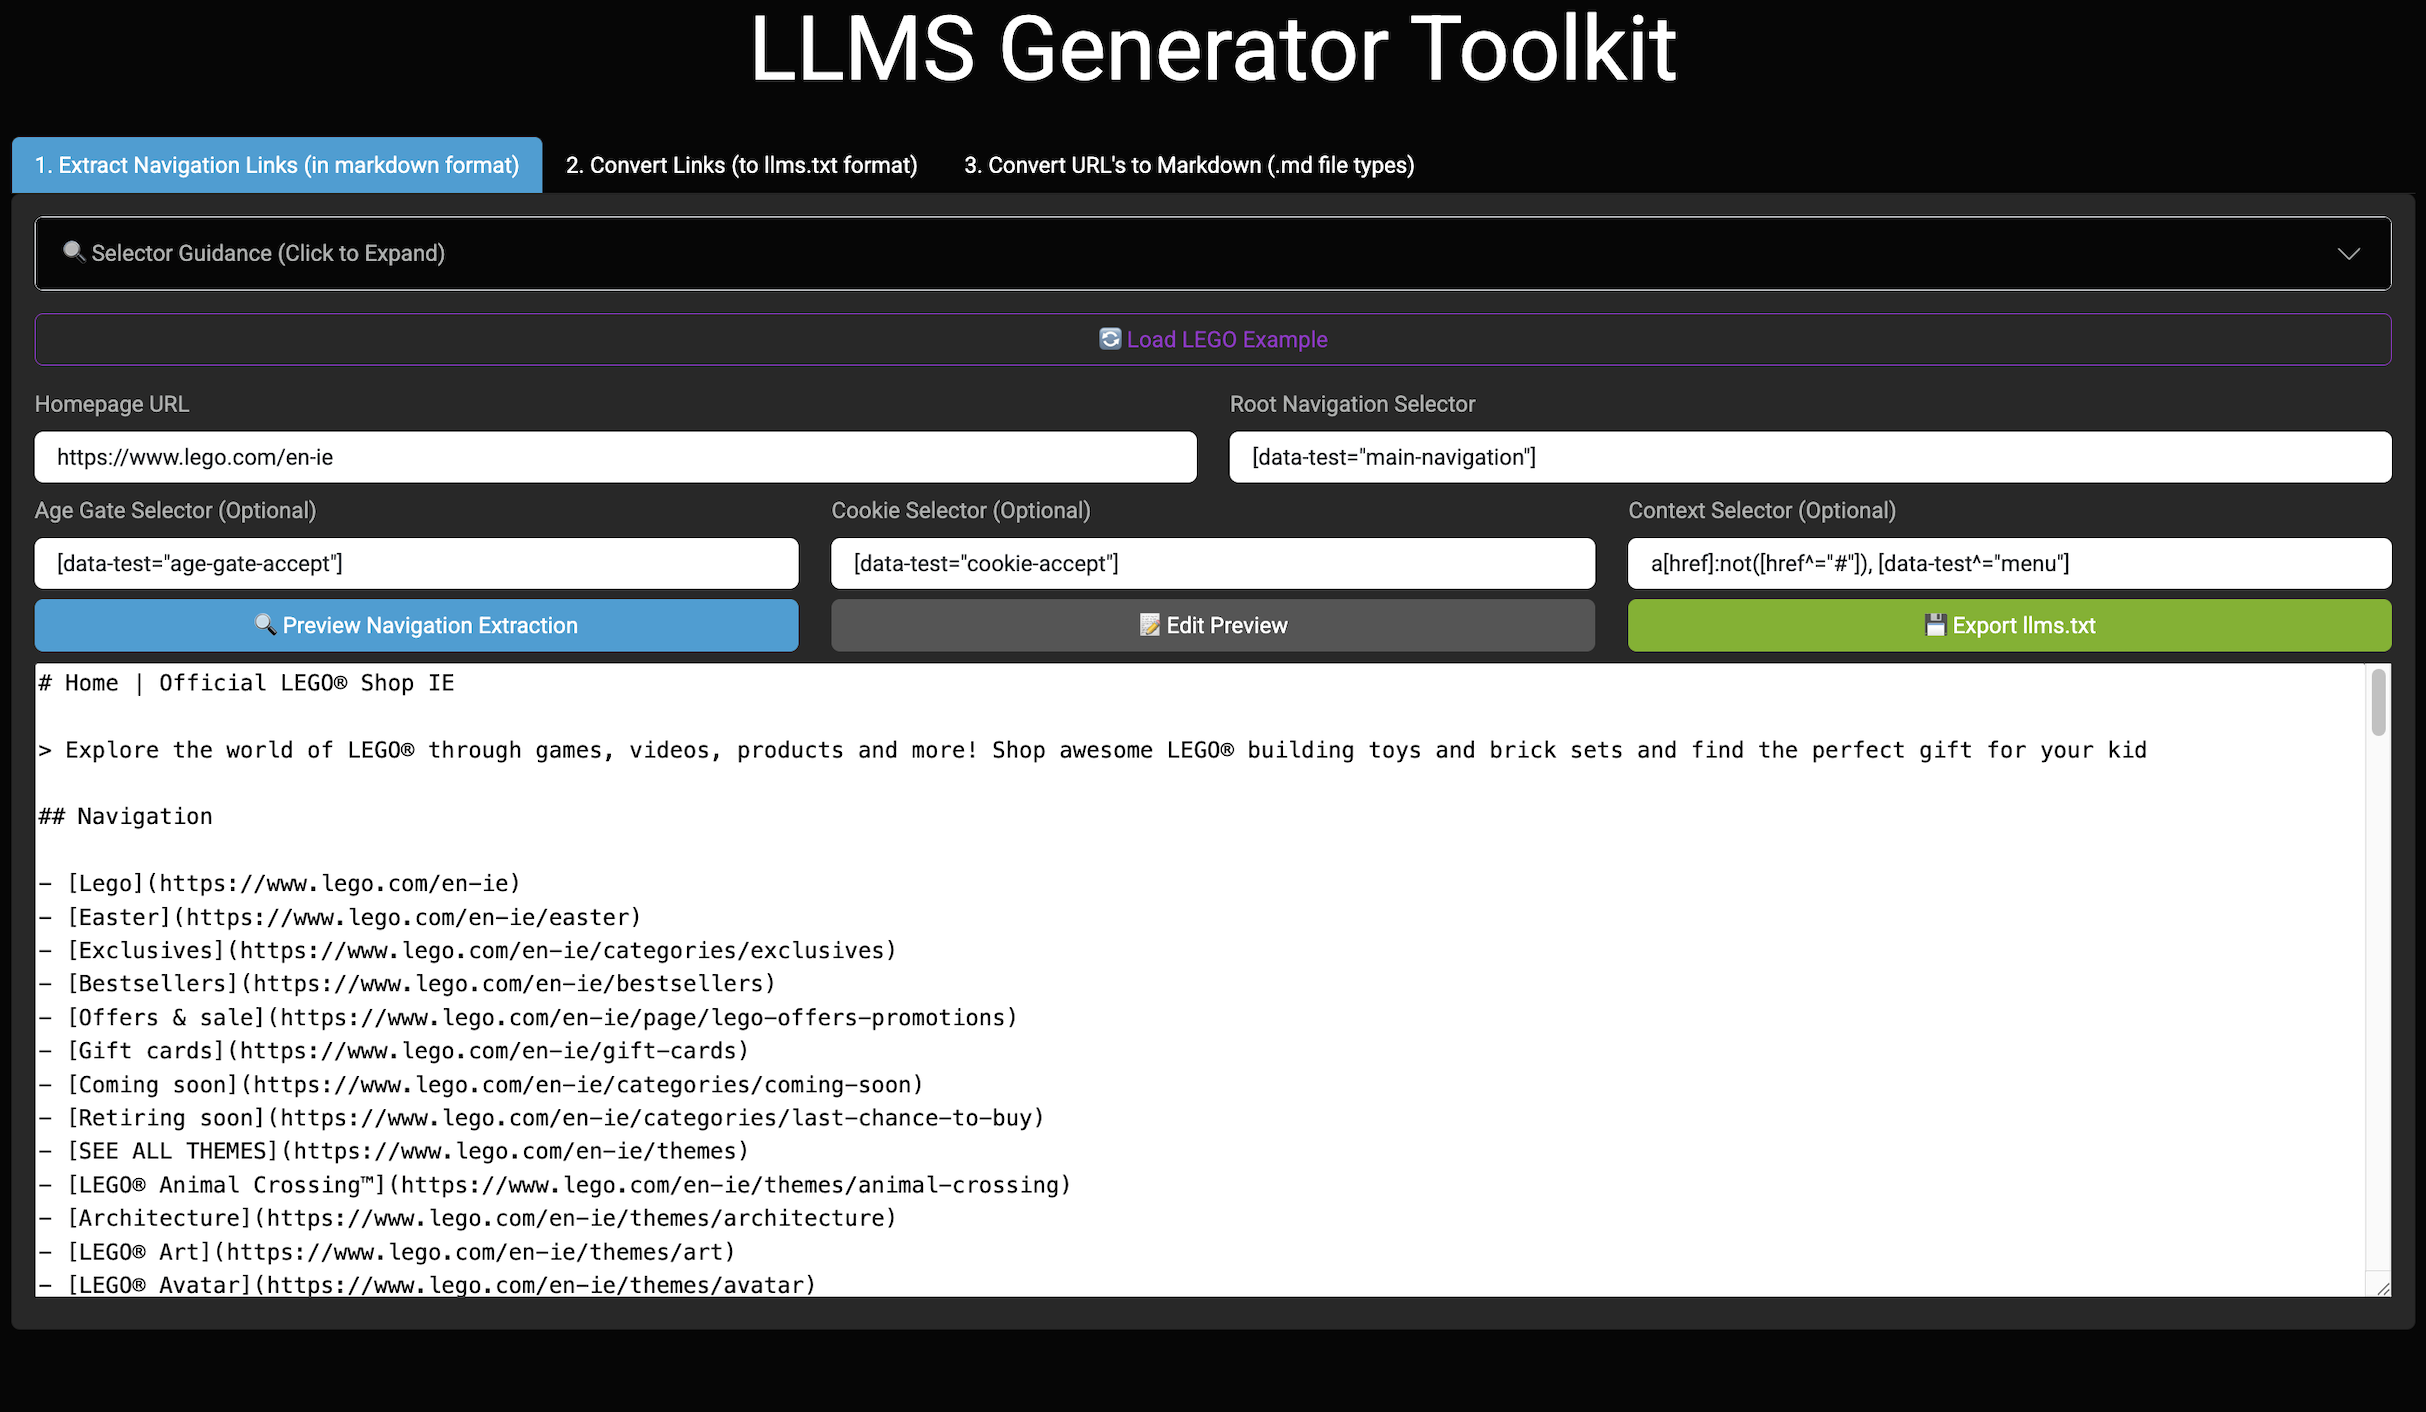 LLMS Generator Toolkit
1. Extract Navigation Links (in markdown format)
2. Convert Links (to llms.txt format)
3. Convert URL's to Markdown (.md file types)
🔍 Selector Guidance (Click to Expand)
🔄 Load LEGO Example
Homepage URL
Root Navigation Selector
https://www.lego.com/en-ie
[data-test="main-navigation"]
Age Gate Selector (Optional)
Cookie Selector (Optional)
Context Selector (Optional)
[data-test="age-gate-accept"]
[data-test="cookie-accept"]
a[href]:not([href^="#"]), [data-test^="menu"]
🔍 Preview Navigation Extraction
📝 Edit Preview
💾 Export llms.txt
# Home | Official LEGO® Shop IE
> Explore the world of LEGO® through games, videos, products and more! Shop awesome LEGO® building toys and brick sets and find the perfect gift for your kid
## Navigation
- [Lego](https://www.lego.com/en-ie)
- [Easter](https://www.lego.com/en-ie/easter)
- [Exclusives](https://www.lego.com/en-ie/categories/exclusives)
- [Bestsellers](https://www.lego.com/en-ie/bestsellers)
- [Offers & sale](https://www.lego.com/en-ie/page/lego-offers-promotions)
- [Gift cards](https://www.lego.com/en-ie/gift-cards)
- [Coming soon](https://www.lego.com/en-ie/categories/coming-soon)
- [Retiring soon](https://www.lego.com/en-ie/categories/last-chance-to-buy)
- [SEE ALL THEMES](https://www.lego.com/en-ie/themes)
- [LEGO® Animal Crossing™](https://www.lego.com/en-ie/themes/animal-crossing)
- [Architecture](https://www.lego.com/en-ie/themes/architecture)
- [LEGO® Art](https://www.lego.com/en-ie/themes/art)
- [LEGO® Avatar](https://www.lego.com/en-ie/themes/avatar)